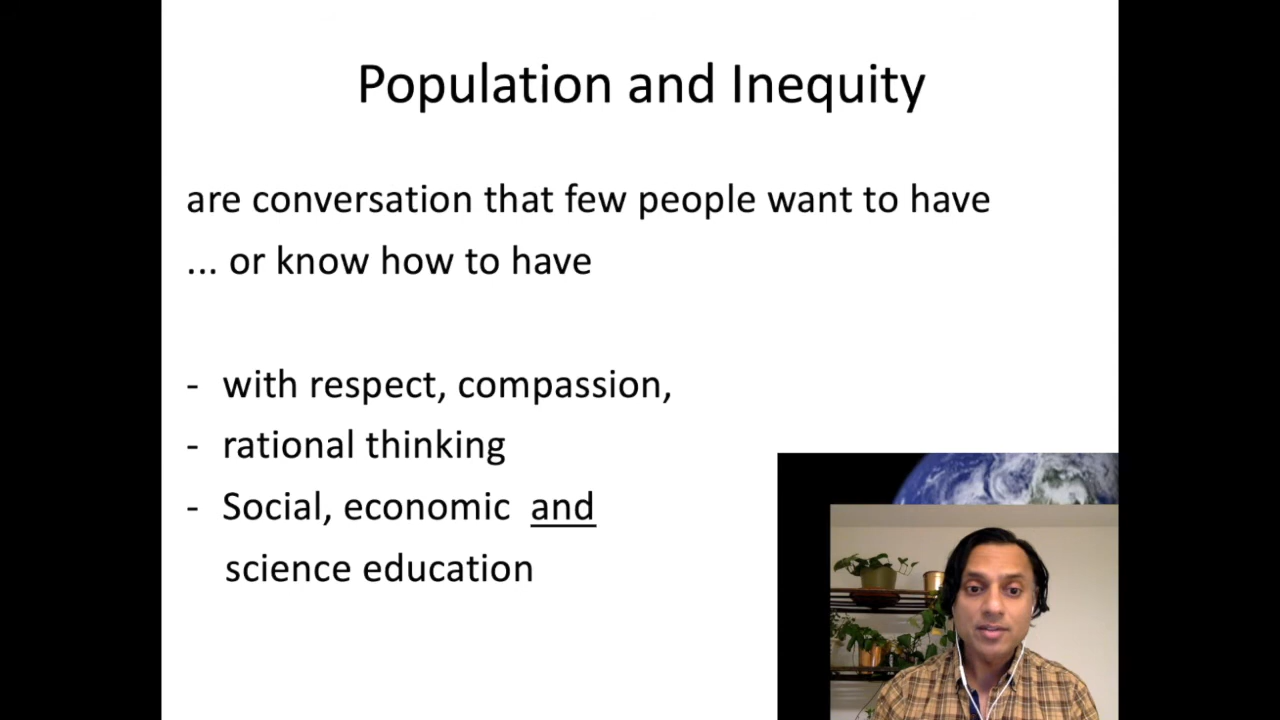 Population and Inequity
are conversation that few people want to have
... or know how to have
- with respect, compassion,
- rational thinking
- Social, economic and
science education